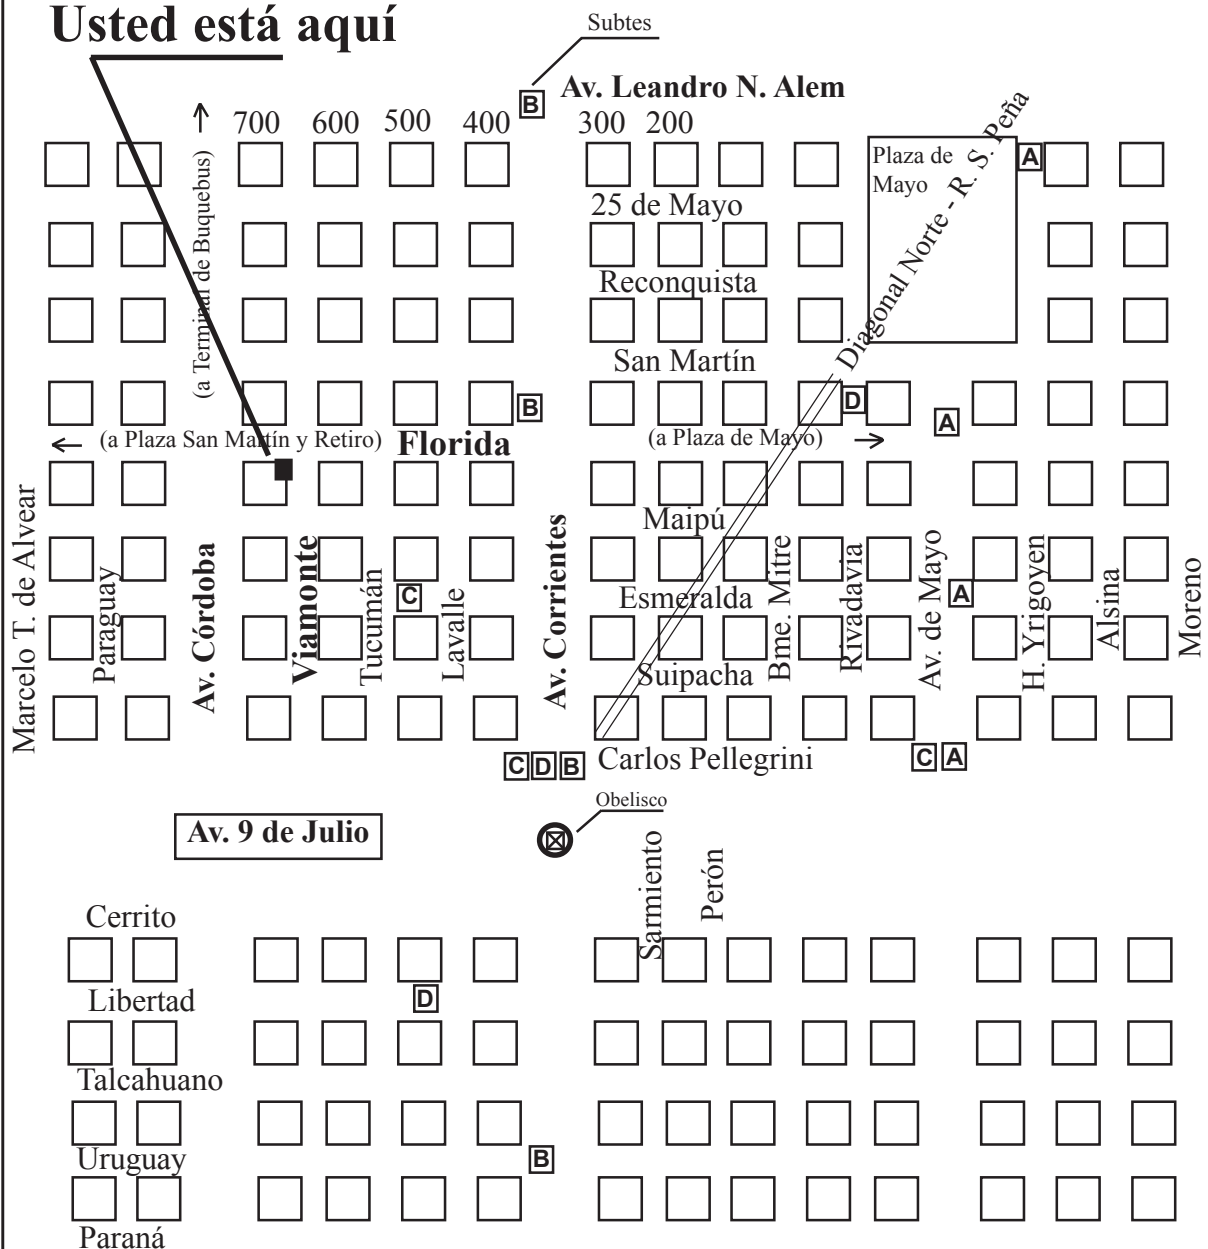 Usted está aquí
Subtes
B
Av. Leandro N. Alem
700 600 500 400 300 200
Plaza de
Mayo
A
Diagonal Norte - R. S. Peña
(a Terminal de Buquebus)
25 de Mayo
Reconquista
San Martín
B
D
A
(a Plaza San Martín y Retiro)
Florida
(a Plaza de Mayo)
Maipú
Marcelo T. de Alvear
Paraguay
Av. Córdoba
Viamonte
Tucumán
C
Lavalle
Av. Corrientes
Esmeralda
Bme. Mitre
Rivadavia
Av. de Mayo
A
H. Yrigoyen
Alsina
Moreno
Suipacha
C D B
Carlos Pellegrini
C A
Obelisco
Av. 9 de Julio
Sarmiento
Perón
Cerrito
Libertad
D
Talcahuano
Uruguay
B
Paraná